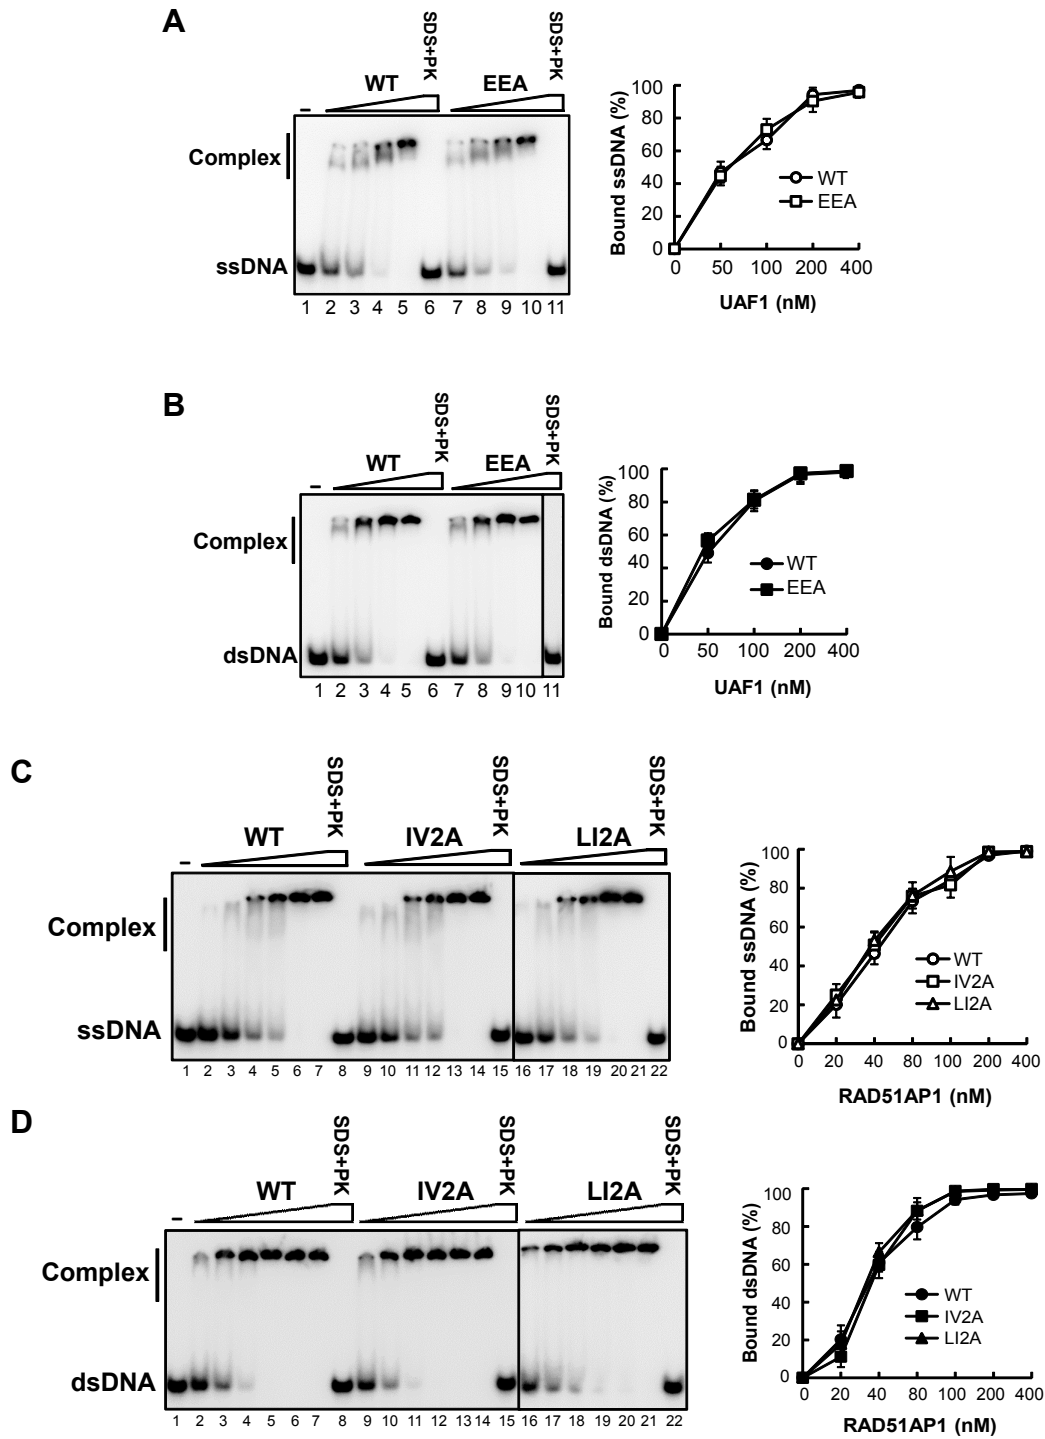 A
WT
SDS+PK
EEA
SDS+PK
–
Complex
ssDNA
1 2 3 4 5 6 7 8 9 10 11
Bound ssDNA (%)
100
80
60
40
20
0
0 50 100 200 400
UAF1 (nM)
WT
EEA
B
WT
SDS+PK
EEA
SDS+PK
–
Complex
dsDNA
1 2 3 4 5 6 7 8 9 10 11
Bound dsDNA (%)
100
80
60
40
20
0
0 50 100 200 400
UAF1 (nM)
WT
EEA
C
WT
SDS+PK
IV2A
SDS+PK
LI2A
SDS+PK
–
Complex
ssDNA
1 2 3 4 5 6 7 8 9 10 11 12 13 14 15 16 17 18 19 20 21 22
Bound ssDNA (%)
100
80
60
40
20
0
0 20 40 80 100 200 400
RAD51AP1 (nM)
WT
IV2A
LI2A
D
WT
SDS+PK
IV2A
SDS+PK
LI2A
SDS+PK
–
Complex
dsDNA
1 2 3 4 5 6 7 8 9 10 11 12 13 14 15 16 17 18 19 20 21 22
Bound dsDNA (%)
100
80
60
40
20
0
0 20 40 80 100 200 400
RAD51AP1 (nM)
WT
IV2A
LI2A